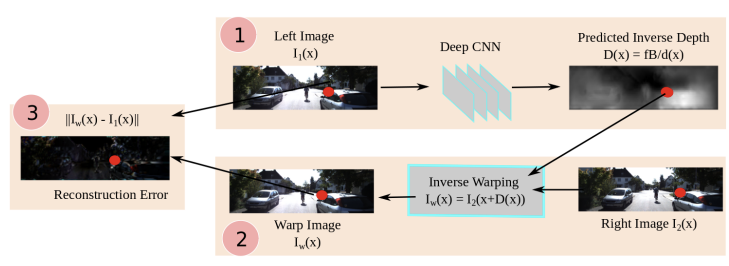 1
Left Image
I₁(x)
Deep CNN
Predicted Inverse Depth
D(x) = fB/d(x)
3
||Iw(x) - I₁(x)||
Reconstruction Error
2
Warp Image
Iw(x)
Inverse Warping
Iw(x) = I₂(x+D(x))
Right Image I₂(x)